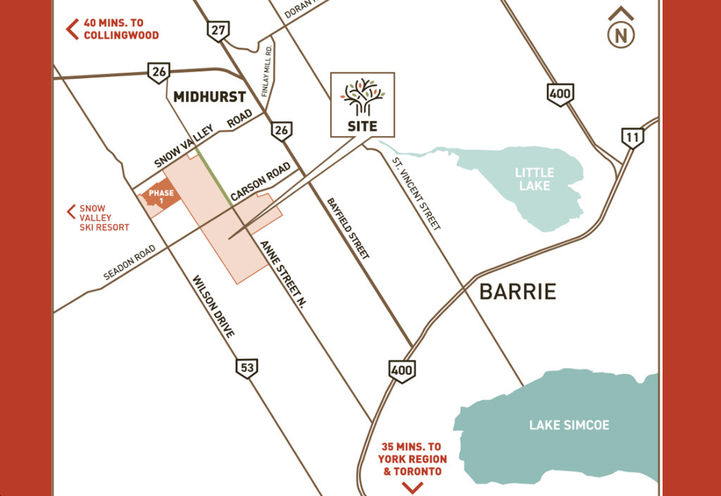 40 MINS. TO
COLLINGWOOD
27
DORAN
N
26
FINLAY MILL RD.
MIDHURST
400
SITE
SNOW VALLEY ROAD
26
11
LITTLE
LAKE
PHASE
1
CARSON ROAD
ST. VINCENT STREET
SNOW
VALLEY
SKI RESORT
BAYFIELD STREET
SEADON ROAD
ANNE STREET N.
WILSON DRIVE
BARRIE
53
400
LAKE SIMCOE
35 MINS. TO
YORK REGION
& TORONTO